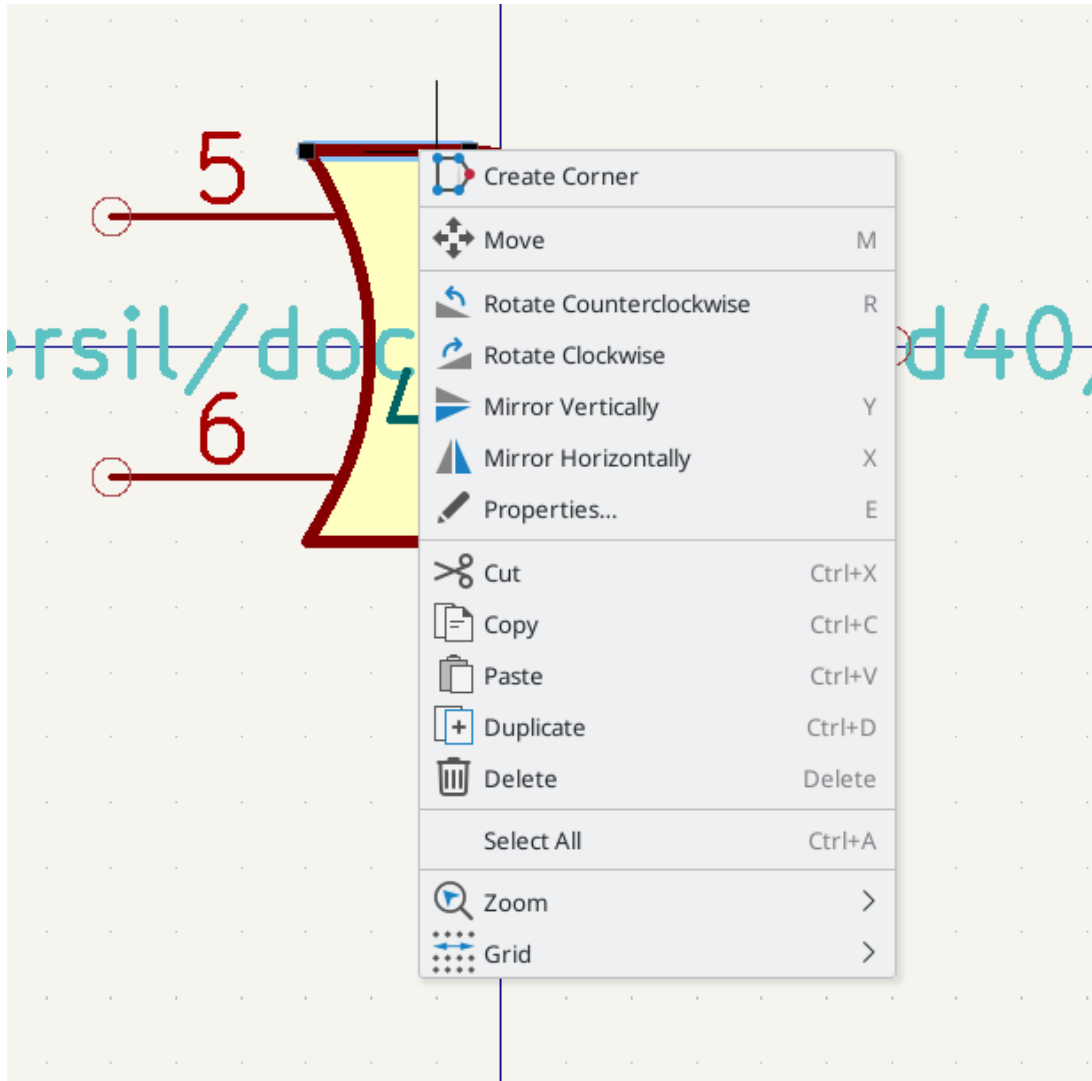 5
Create Corner
Move M
Rotate Counterclockwise R
ersil/doc d40/
Rotate Clockwise
6
Mirror Vertically Y
Mirror Horizontally X
Properties... E
Cut Ctrl+X
Copy Ctrl+C
Paste Ctrl+V
Duplicate Ctrl+D
Delete Delete
Select All Ctrl+A
Zoom
Grid